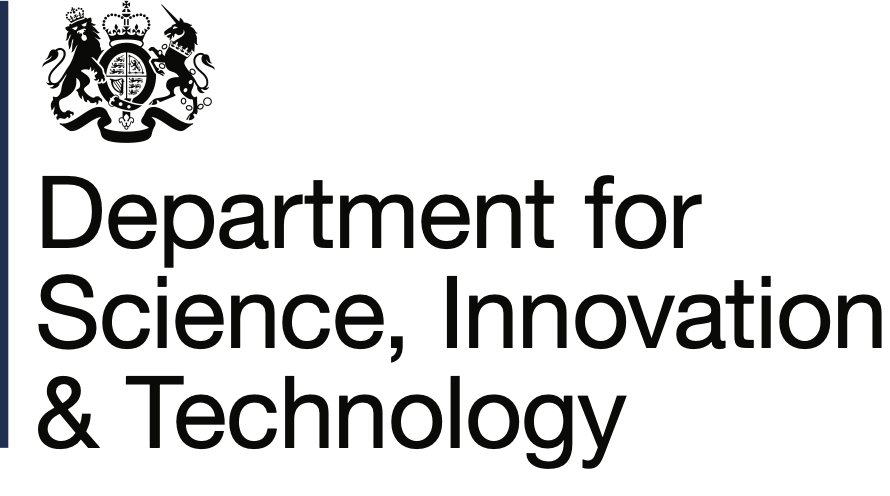 Department for
Science, Innovation
& Technology